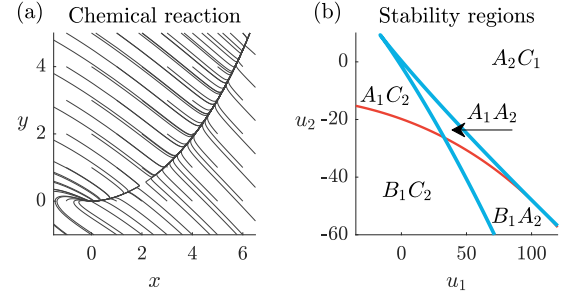 (a) Chemical reaction
4
2
0
y
0 2 4 6
x
(b) Stability regions
0
-20
-40
-60
u₂
A₂C₁
A₁C₂
A₁A₂
B₁C₂
B₁A₂
0 50 100
u₁